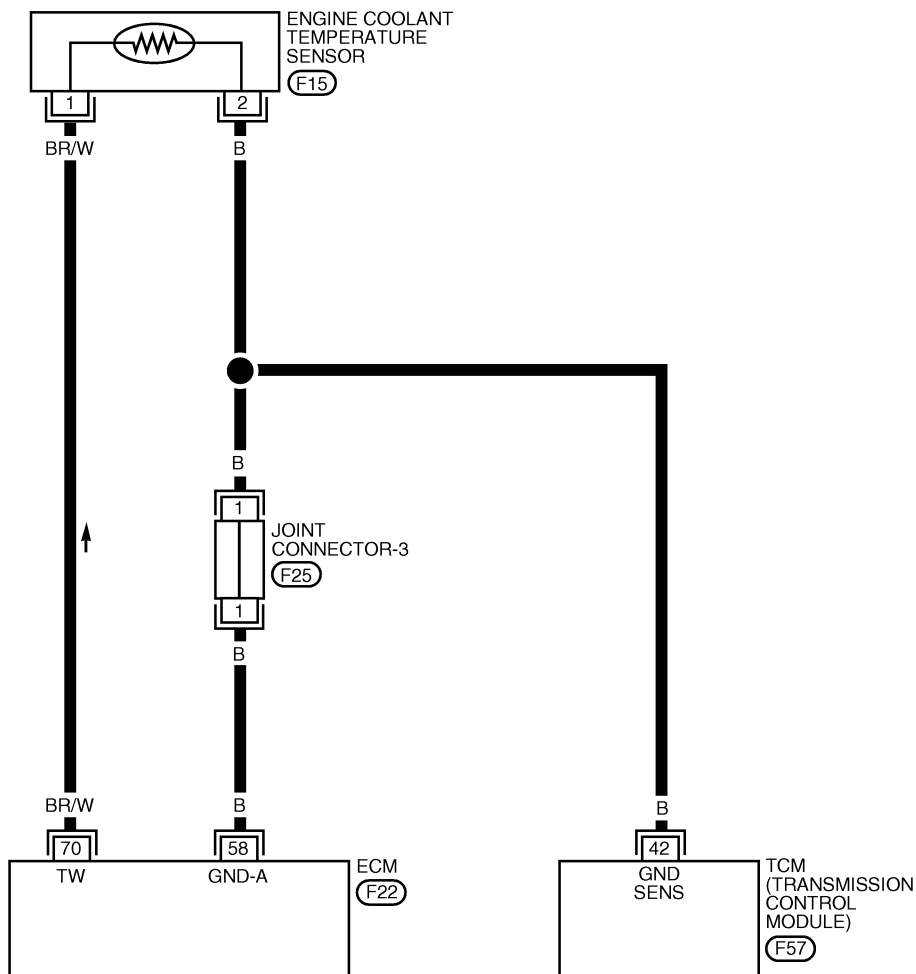 ENGINE COOLANT
TEMPERATURE
SENSOR
F15
1
2
BR/W
B
B
1
JOINT
CONNECTOR-3
F25
1
B
BR/W
B
B
70
58
42
TW
GND-A
ECM
F22
GND
SENS
TCM
(TRANSMISSION
CONTROL
MODULE)
F57